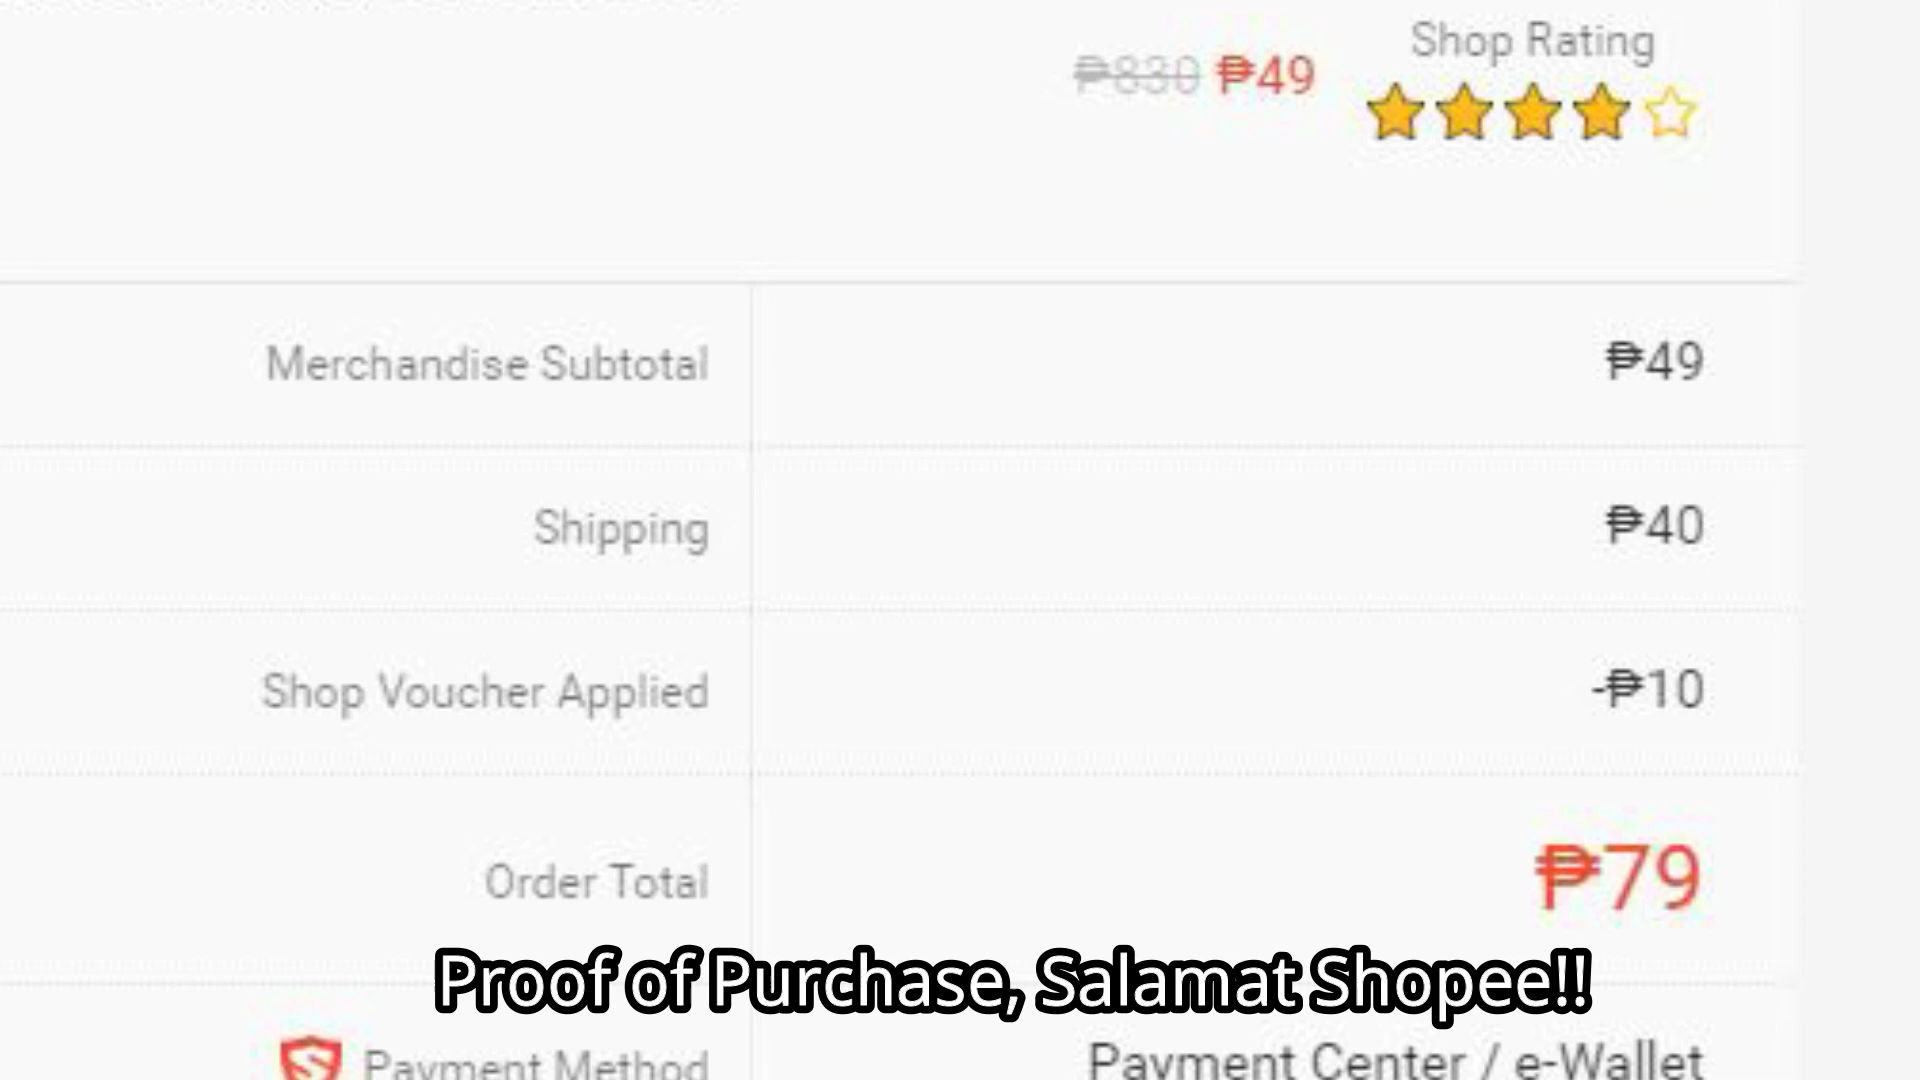 Shop Rating
₱830 ₱49
Merchandise Subtotal
₱49
Shipping
₱40
Shop Voucher Applied
-₱10
Order Total
₱79
Proof of Purchase, Salamat Shopee!!
Payment Method
Payment Center / e-Wallet